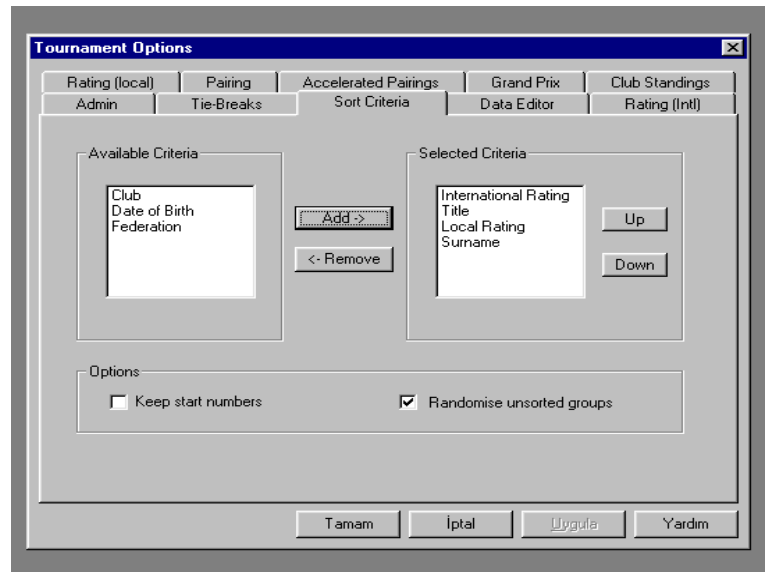 Tournament Options
Rating (local) Pairing Accelerated Pairings Grand Prix Club Standings
Admin Tie-Breaks Sort Criteria Data Editor Rating (Intl)
Available Criteria
Club
Date of Birth
Federation
Add ->
<- Remove
Selected Criteria
International Rating
Title
Local Rating
Surname
Up
Down
Options
Keep start numbers Randomise unsorted groups
Tamam İptal Uygula Yardım